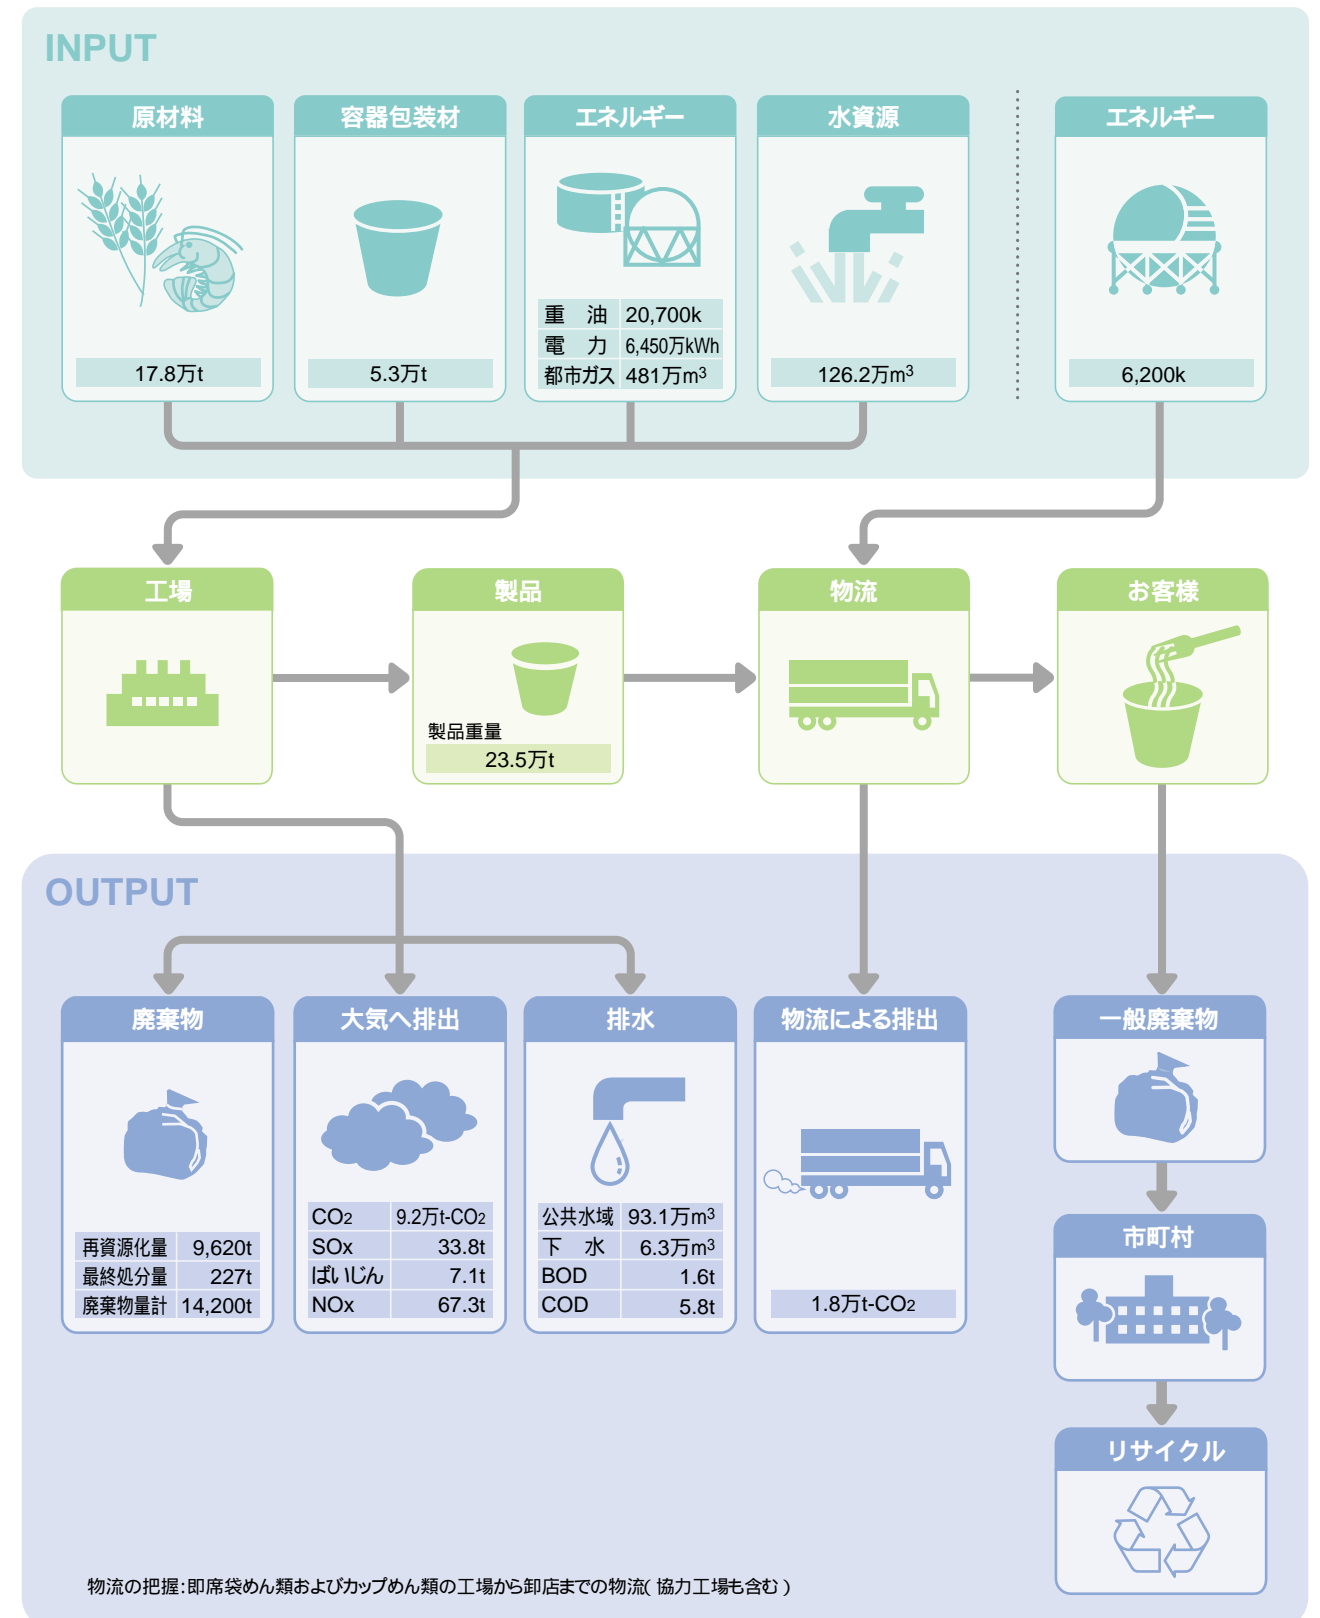 INPUT
原材料
17.8万t
容器包装材
5.3万t
エネルギー
重 油 20,700k
電 力 6,450万kWh
都市ガス 481万m³
水資源
126.2万m³
エネルギー
6,200k
工場
製品
製品重量
23.5万t
物流
お客様
OUTPUT
廃棄物
再資源化量 9,620t
最終処分量 227t
廃棄物量計 14,200t
大気へ排出
CO₂ 9.2万t-CO₂
SOx 33.8t
ばいじん 7.1t
NOx 67.3t
排水
公共水域 93.1万m³
下 水 6.3万m³
BOD 1.6t
COD 5.8t
物流による排出
1.8万t-CO₂
一般廃棄物
市町村
リサイクル
物流の把握:即席袋めん類およびカップめん類の工場から卸店までの物流( 協力工場も含む )